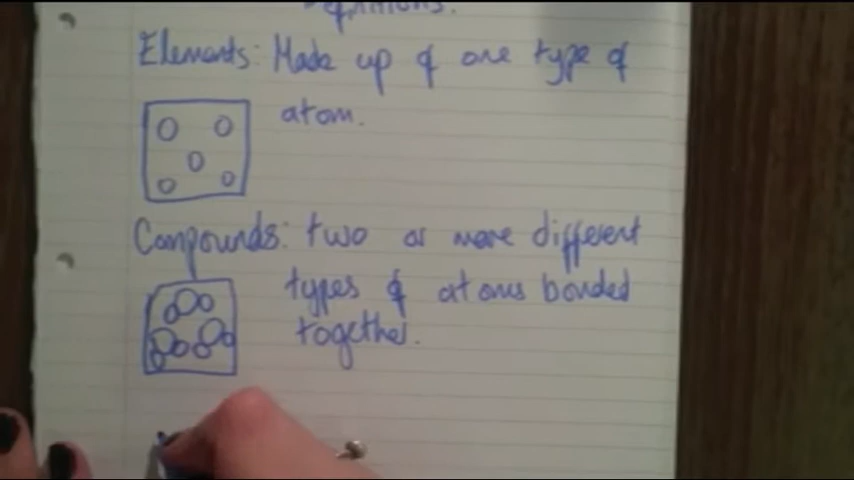 Elements: Made up of one type of
atom.
Compounds: two or more different
types of atoms bonded
together.